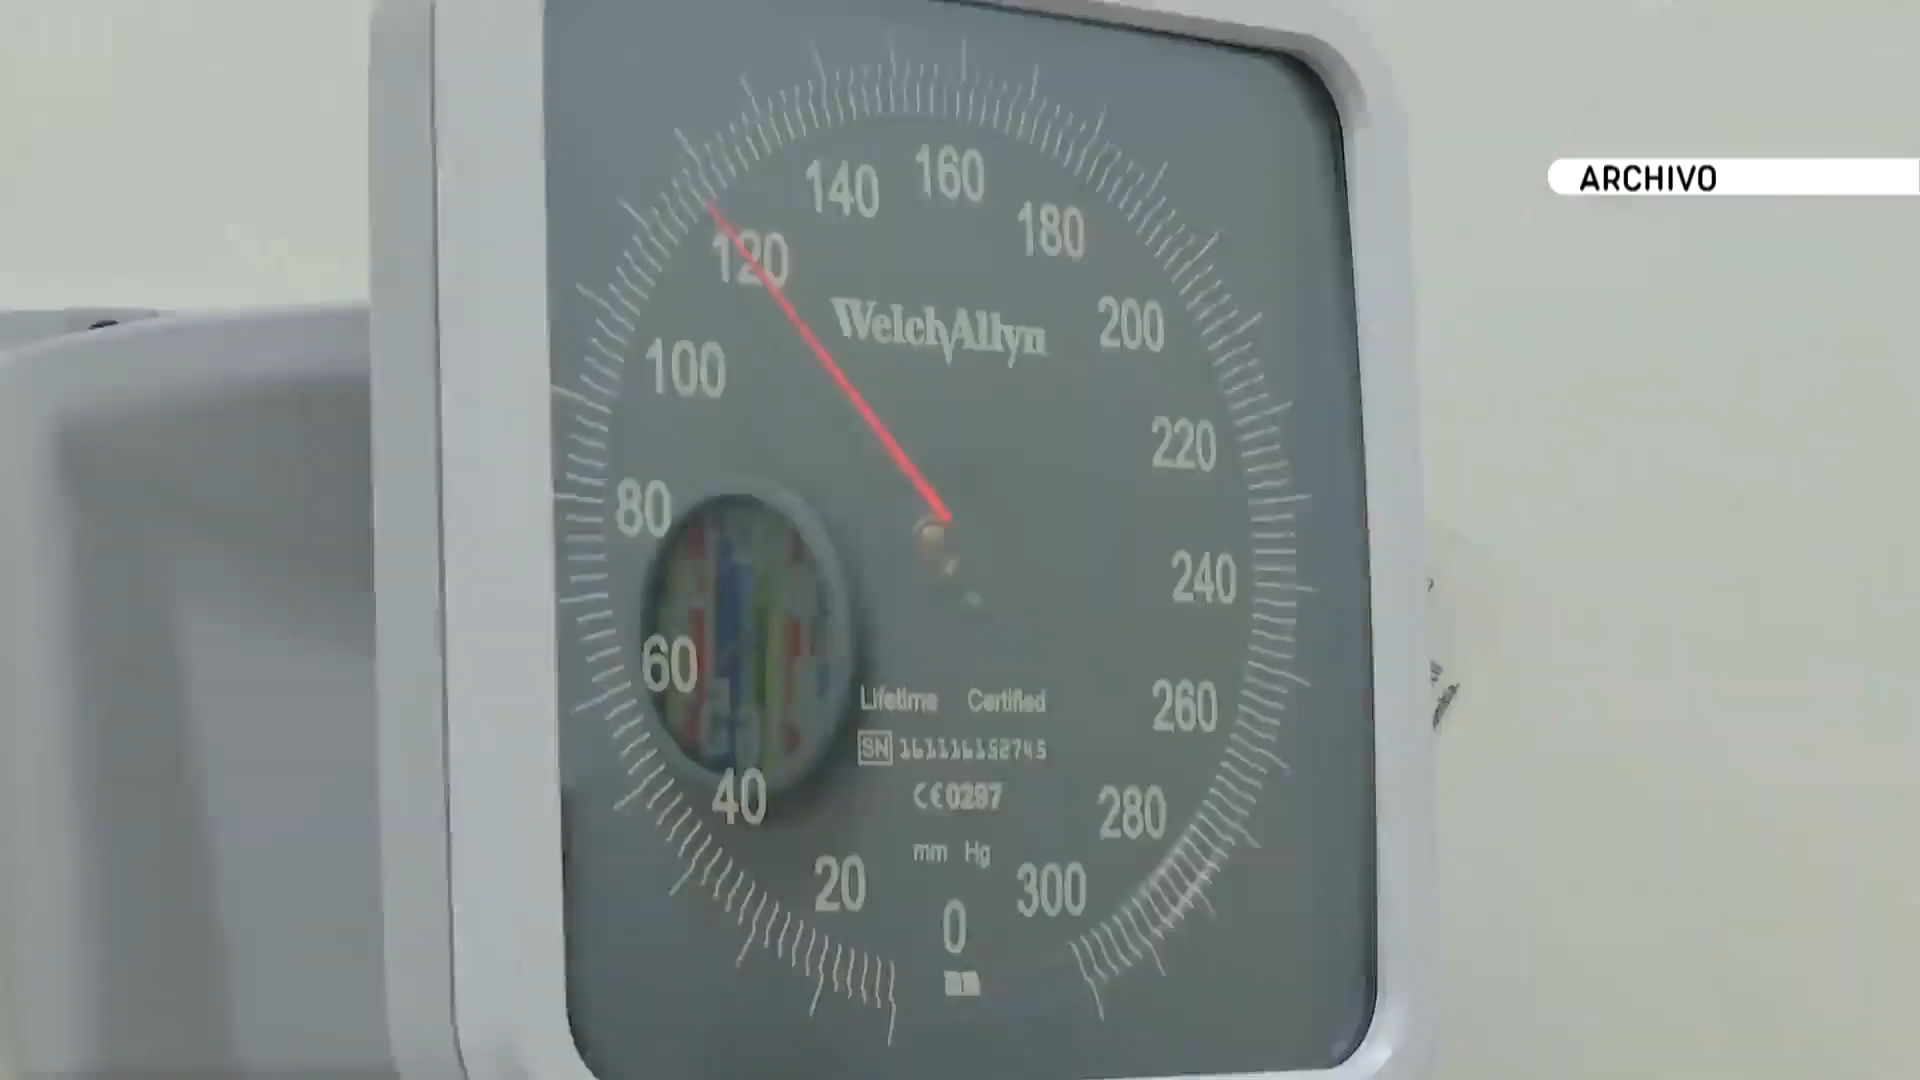 ARCHIVO
140 160
120 180
WelchAllyn
100 200
80 220
60 240
Lifetime Certified
SN 161116152745
40 260
CE0297
mm Hg
20 280
0 300